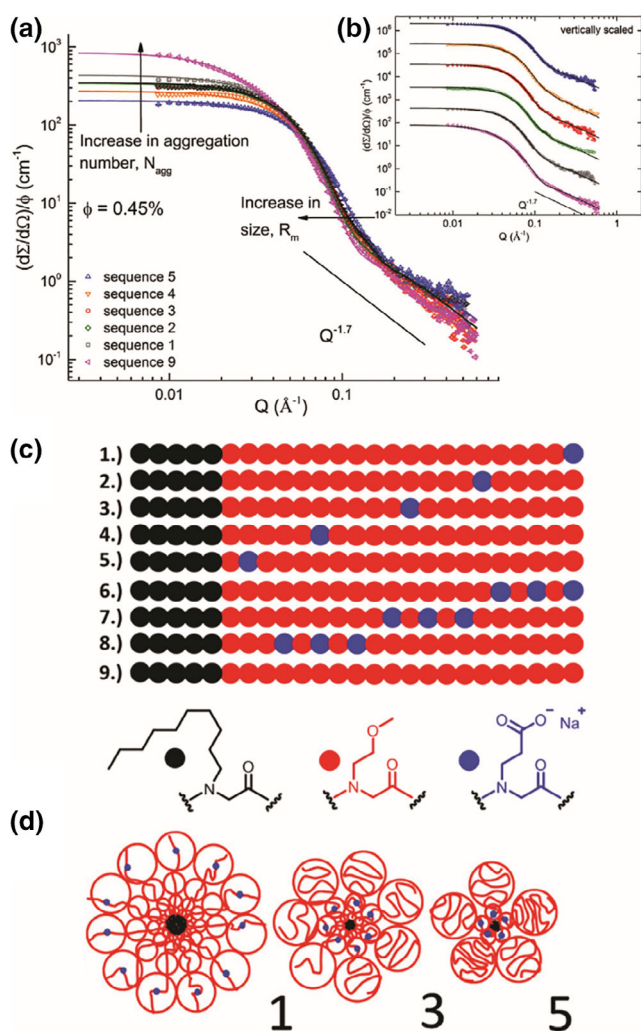 (a)
10³
10²
10¹
10⁰
10⁻¹
(dΣ/dΩ)/ϕ (cm⁻¹)
Increase in aggregation
number, N_agg
ϕ = 0.45%
Increase in
size, R_m
Q⁻¹·⁷
sequence 5
sequence 4
sequence 3
sequence 2
sequence 1
sequence 9
0.01 0.1
Q (Å⁻¹)
(b)
vertically scaled
10⁶
10⁵
10⁴
10³
10²
10¹
10⁰
10⁻¹
10⁻²
(dΣ/dΩ)/ϕ (cm⁻¹)
Q⁻¹·⁷
0.01 0.1 1
Q (Å⁻¹)
(c)
1.)
2.)
3.)
4.)
5.)
6.)
7.)
8.)
9.)
N O
O N O
O O⁻ Na⁺ N O
(d)
1 3 5